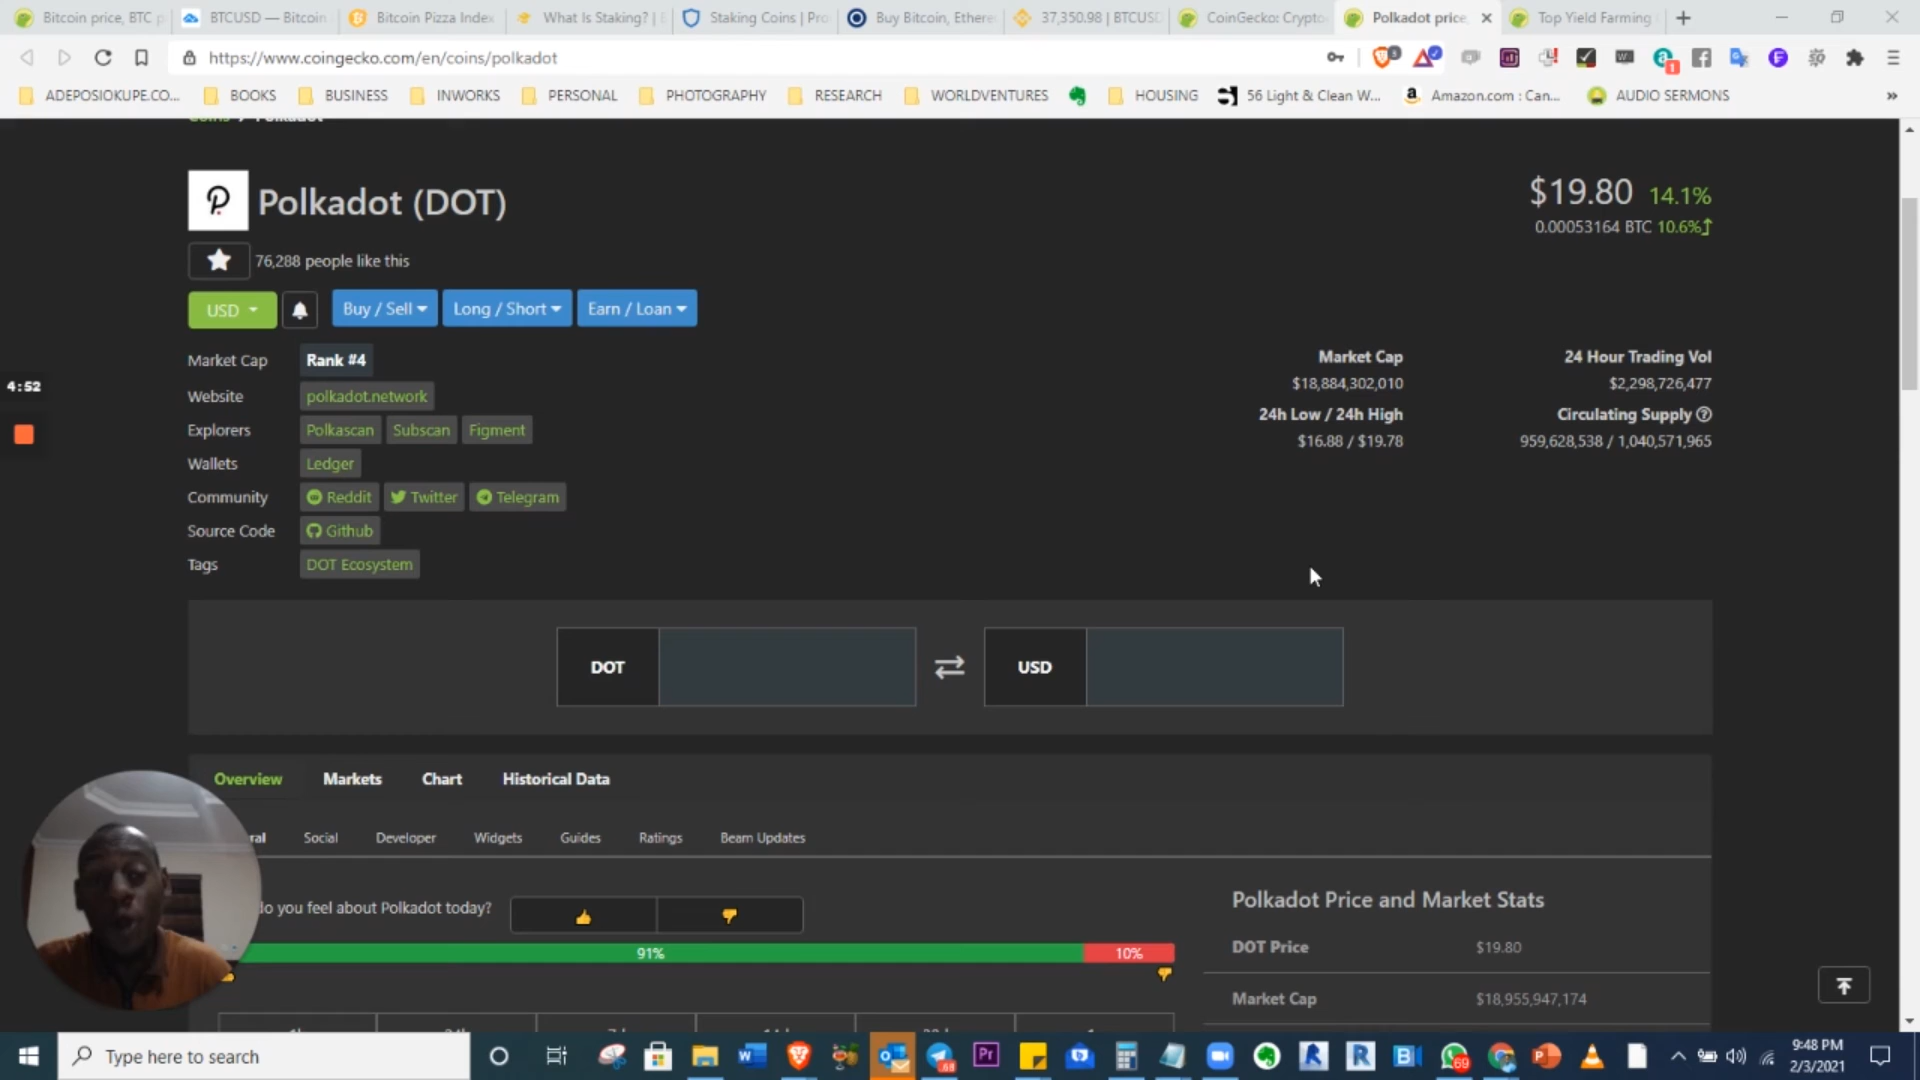 Bitcoin price, BTC p
BTCUSD — Bitcoin
Bitcoin Pizza Index
What Is Staking? |
Staking Coins | Pro
Buy Bitcoin, Ethere
37,350.98 | BTCUSD
CoinGecko: Crypto
Polkadot price,
Top Yield Farming
https://www.coingecko.com/en/coins/polkadot
ADEPOSIOKUPE.CO...
BOOKS
BUSINESS
INWORKS
PERSONAL
PHOTOGRAPHY
RESEARCH
WORLDVENTURES
HOUSING
56 Light & Clean W...
Amazon.com : Can...
AUDIO SERMONS
Coins / Polkadot
Polkadot (DOT)
$19.80 14.1%
0.00053164 BTC 10.6%
76,288 people like this
USD
Buy / Sell
Long / Short
Earn / Loan
Market Cap Rank #4
Website polkadot.network
Explorers Polkascan Subscan Figment
Wallets Ledger
Community Reddit Twitter Telegram
Source Code Github
Tags DOT Ecosystem
Market Cap
$18,884,302,010
24 Hour Trading Vol
$2,298,726,477
24h Low / 24h High
$16.88 / $19.78
Circulating Supply
959,628,538 / 1,040,571,965
4:52
DOT
USD
Overview Markets Chart Historical Data
ral Social Developer Widgets Guides Ratings Beam Updates
do you feel about Polkadot today?
91% 10%
Polkadot Price and Market Stats
DOT Price $19.80
Market Cap $18,955,947,174
Type here to search
9:48 PM
2/3/2021